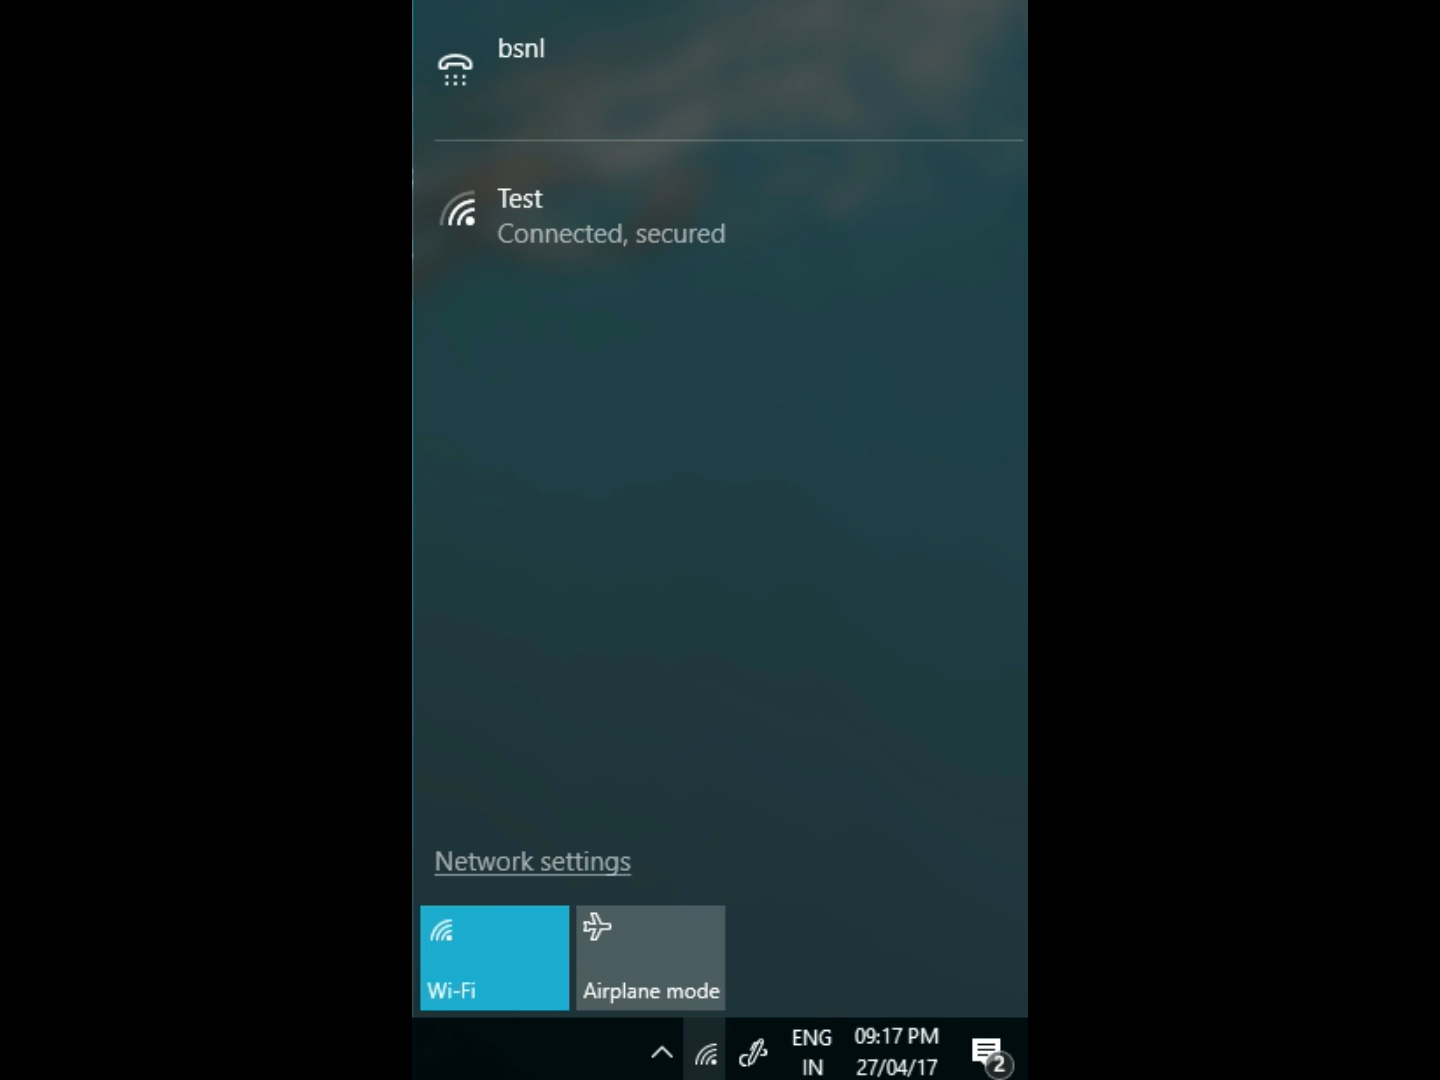 bsnl
Test
Connected, secured
Network settings
Wi-Fi
Airplane mode
ENG
IN
09:17 PM
27/04/17
2